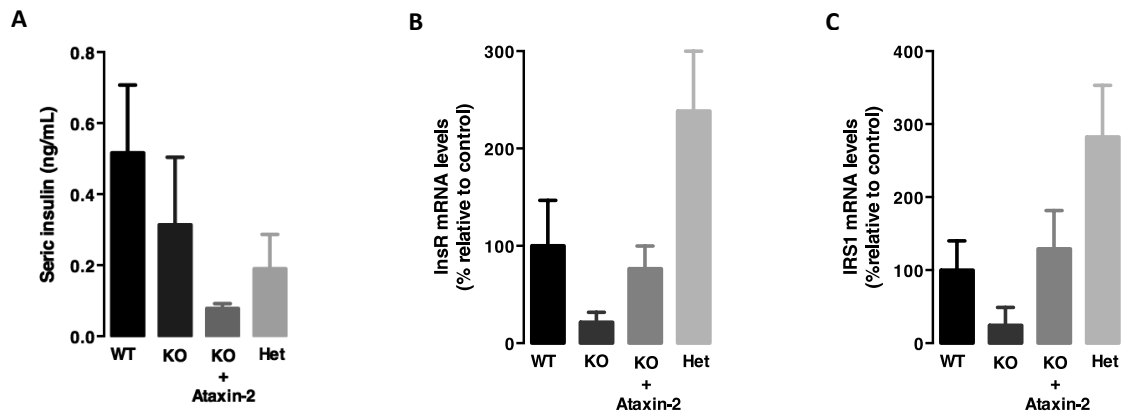 A
Seric insulin (ng/mL)
0.8
0.6
0.4
0.2
0.0
WT
KO
KO
+
Ataxin-2
Het
B
InsR mRNA levels
(% relative to control)
300
200
100
0
WT
KO
KO
+
Ataxin-2
Het
C
IRS1 mRNA levels
(%relative to control)
400
300
200
100
0
WT
KO
KO
+
Ataxin-2
Het